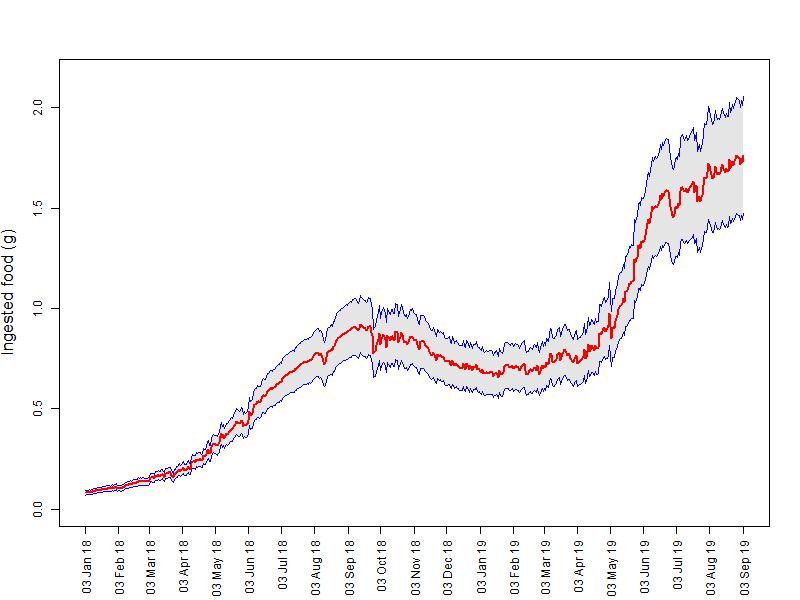 Ingested food (g)
2.0
1.5
1.0
0.5
0.0
03 Jan 18
03 Feb 18
03 Mar 18
03 Apr 18
03 May 18
03 Jun 18
03 Jul 18
03 Aug 18
03 Sep 18
03 Oct 18
03 Nov 18
03 Dec 18
03 Jan 19
03 Feb 19
03 Mar 19
03 Apr 19
03 May 19
03 Jun 19
03 Jul 19
03 Aug 19
03 Sep 19